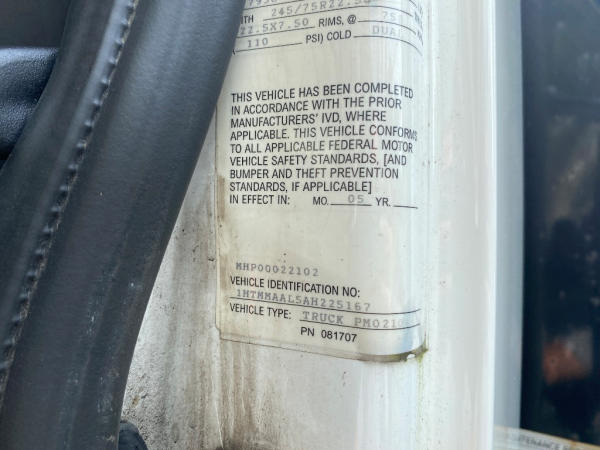 WITH 245/75R22.5
22.5X7.50 RIMS, @
110 PSI) COLD DUAL
THIS VEHICLE HAS BEEN COMPLETED
IN ACCORDANCE WITH THE PRIOR
MANUFACTURERS' IVD, WHERE
APPLICABLE. THIS VEHICLE CONFORMS
TO ALL APPLICABLE FEDERAL MOTOR
VEHICLE SAFETY STANDARDS, [AND
BUMPER AND THEFT PREVENTION
STANDARDS, IF APPLICABLE]
IN EFFECT IN: MO. 05 YR.
MHP00022102
VEHICLE IDENTIFICATION NO:
1HTMMAAL5AH225167
VEHICLE TYPE: TRUCK PM0210
PN 081707